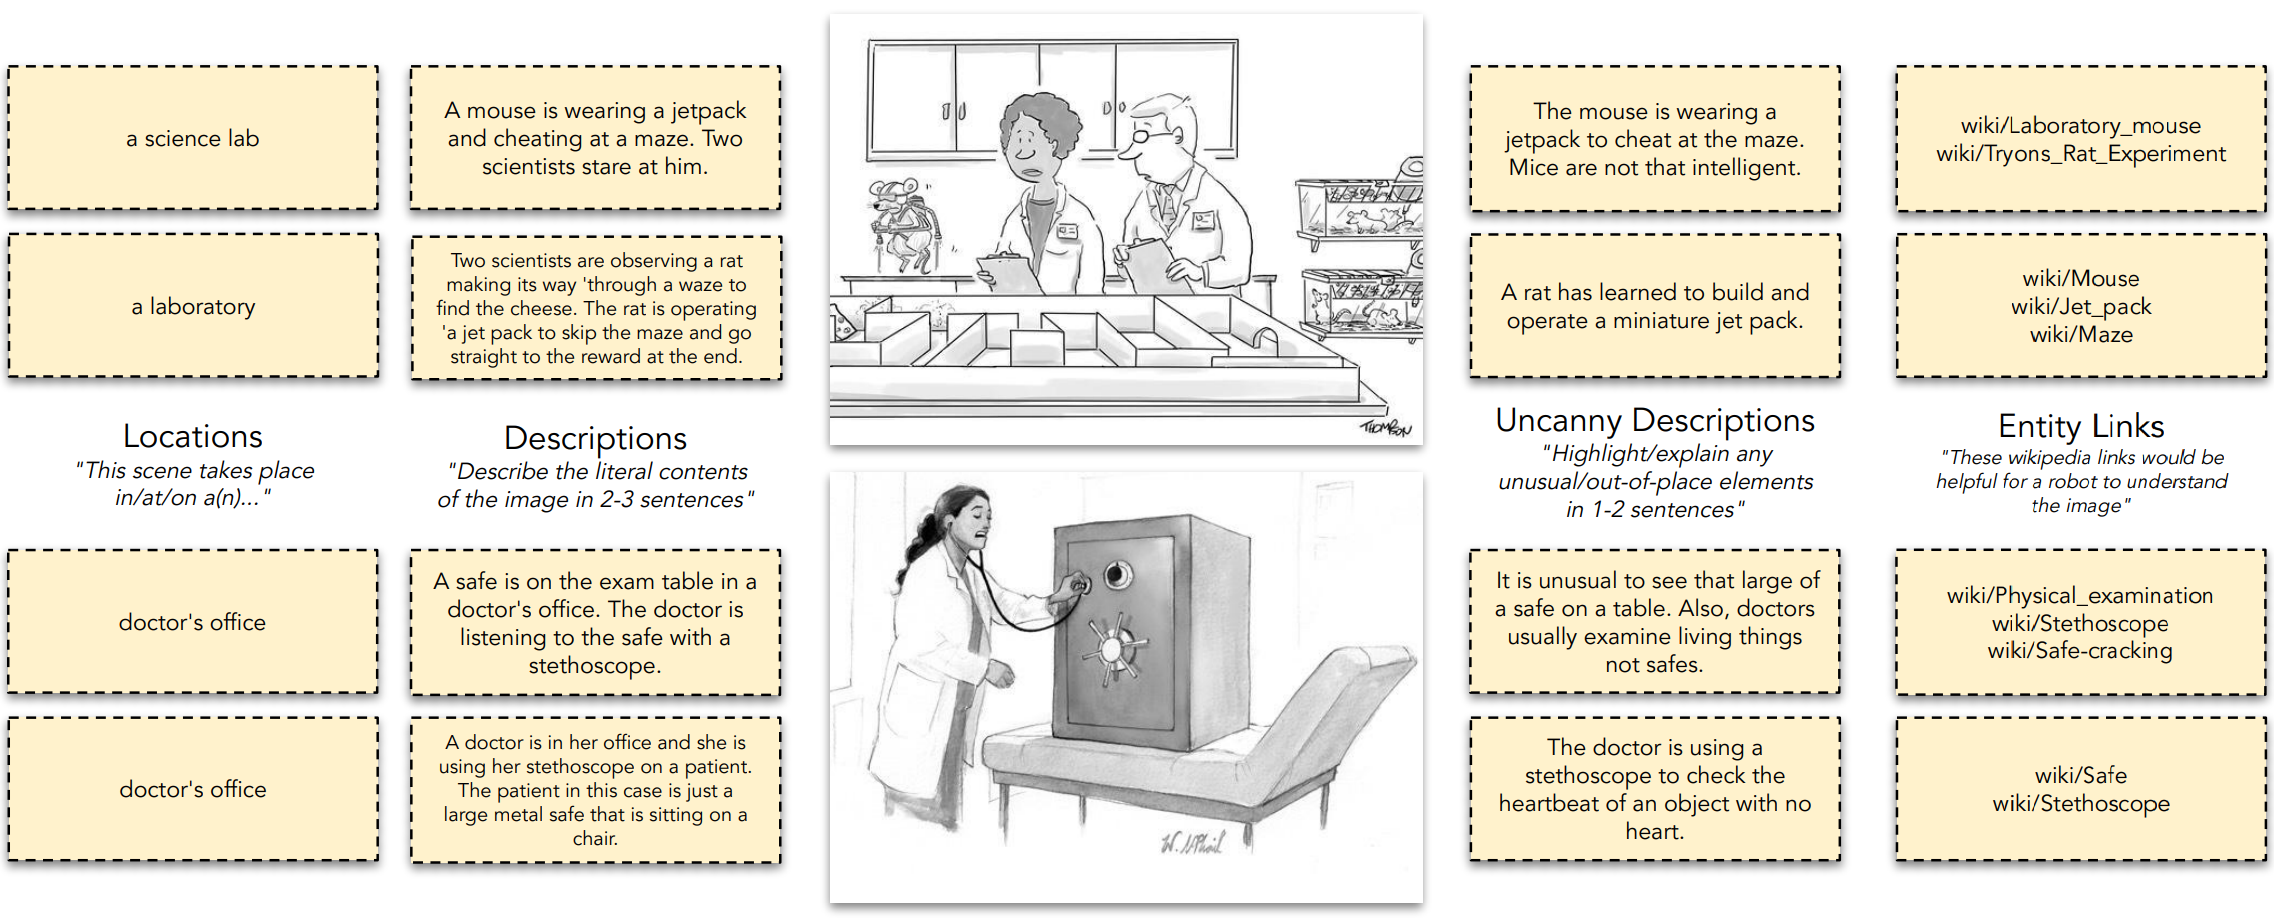 a science lab
A mouse is wearing a jetpack
and cheating at a maze. Two
scientists stare at him.
a laboratory
Two scientists are observing a rat
making its way 'through a waze to
find the cheese. The rat is operating
'a jet pack to skip the maze and go
straight to the reward at the end.
Locations
"This scene takes place
in/at/on a(n)..."
Descriptions
"Describe the literal contents
of the image in 2-3 sentences"
doctor's office
A safe is on the exam table in a
doctor's office. The doctor is
listening to the safe with a
stethoscope.
doctor's office
A doctor is in her office and she is
using her stethoscope on a patient.
The patient in this case is just a
large metal safe that is sitting on a
chair.
THOMSON
W. McPhail
The mouse is wearing a
jetpack to cheat at the maze.
Mice are not that intelligent.
wiki/Laboratory_mouse
wiki/Tryons_Rat_Experiment
A rat has learned to build and
operate a miniature jet pack.
wiki/Mouse
wiki/Jet_pack
wiki/Maze
Uncanny Descriptions
"Highlight/explain any
unusual/out-of-place elements
in 1-2 sentences"
Entity Links
"These wikipedia links would be
helpful for a robot to understand
the image"
It is unusual to see that large of
a safe on a table. Also, doctors
usually examine living things
not safes.
wiki/Physical_examination
wiki/Stethoscope
wiki/Safe-cracking
The doctor is using a
stethoscope to check the
heartbeat of an object with no
heart.
wiki/Safe
wiki/Stethoscope